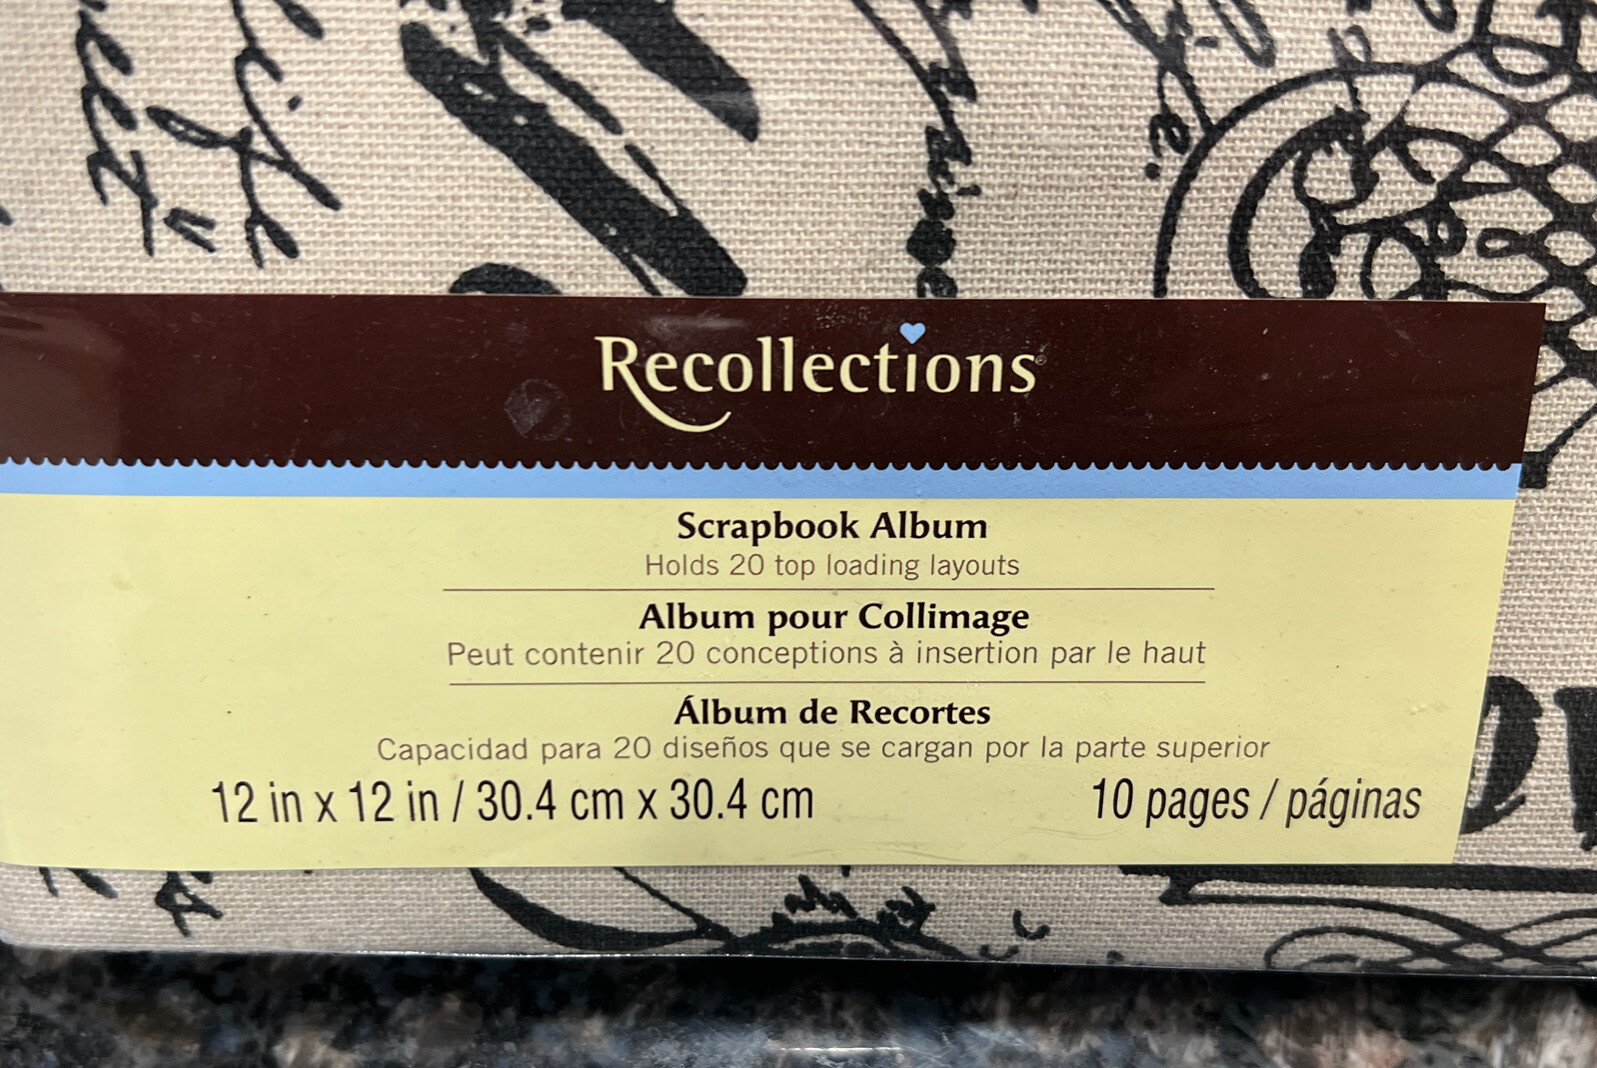 Recollections
Scrapbook Album
Holds 20 top loading layouts
Album pour Collimage
Peut contenir 20 conceptions à insertion par le haut
Álbum de Recortes
Capacidad para 20 diseños que se cargan por la parte superior
12 in x 12 in / 30.4 cm x 30.4 cm
10 pages / páginas